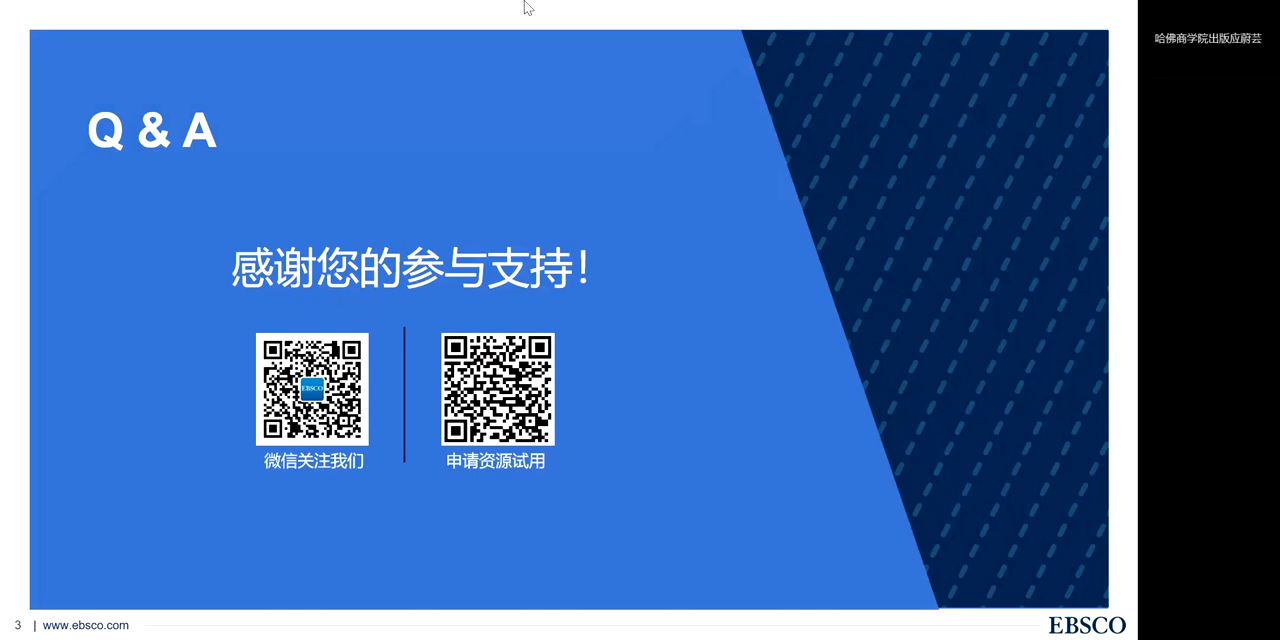 哈佛商学院出版应蔚芸
Q & A
感谢您的参与支持！
EBSCO
微信关注我们
申请资源试用
3 | www.ebsco.com
EBSCO